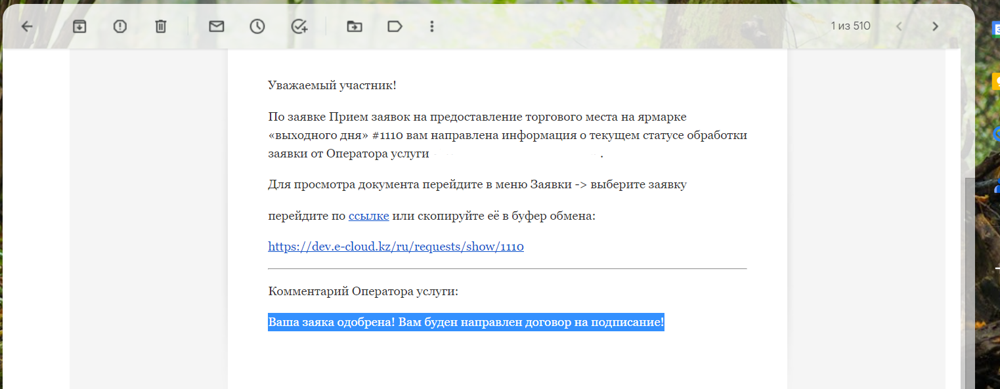 1 из 510
Уважаемый участник!
По заявке Прием заявок на предоставление торгового места на ярмарке
«выходного дня» #1110 вам направлена информация о текущем статусе обработки
заявки от Оператора услуги .
Для просмотра документа перейдите в меню Заявки -> выберите заявку
перейдите по ссылке или скопируйте её в буфер обмена:
https://dev.e-cloud.kz/ru/requests/show/1110
Комментарий Оператора услуги:
Ваша заяка одобрена! Вам буден направлен договор на подписание!